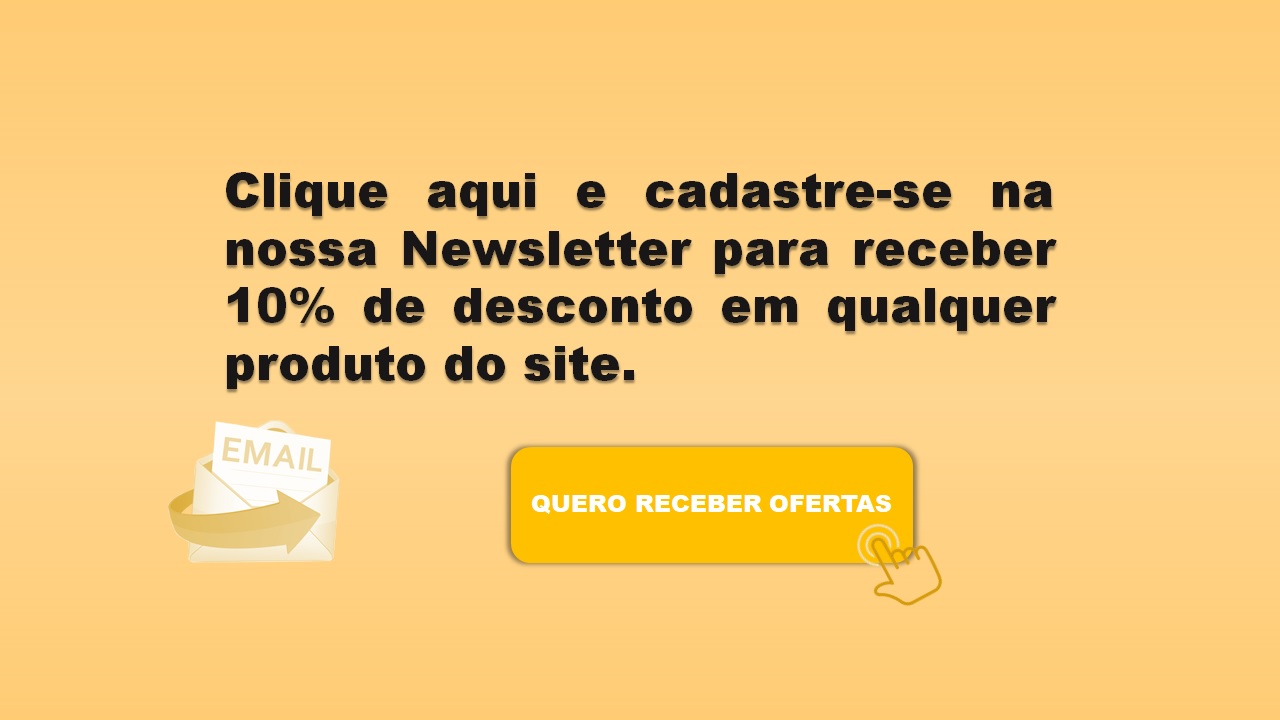 Clique aqui e cadastre-se na
nossa Newsletter para receber
10% de desconto em qualquer
produto do site.
EMAIL
QUERO RECEBER OFERTAS